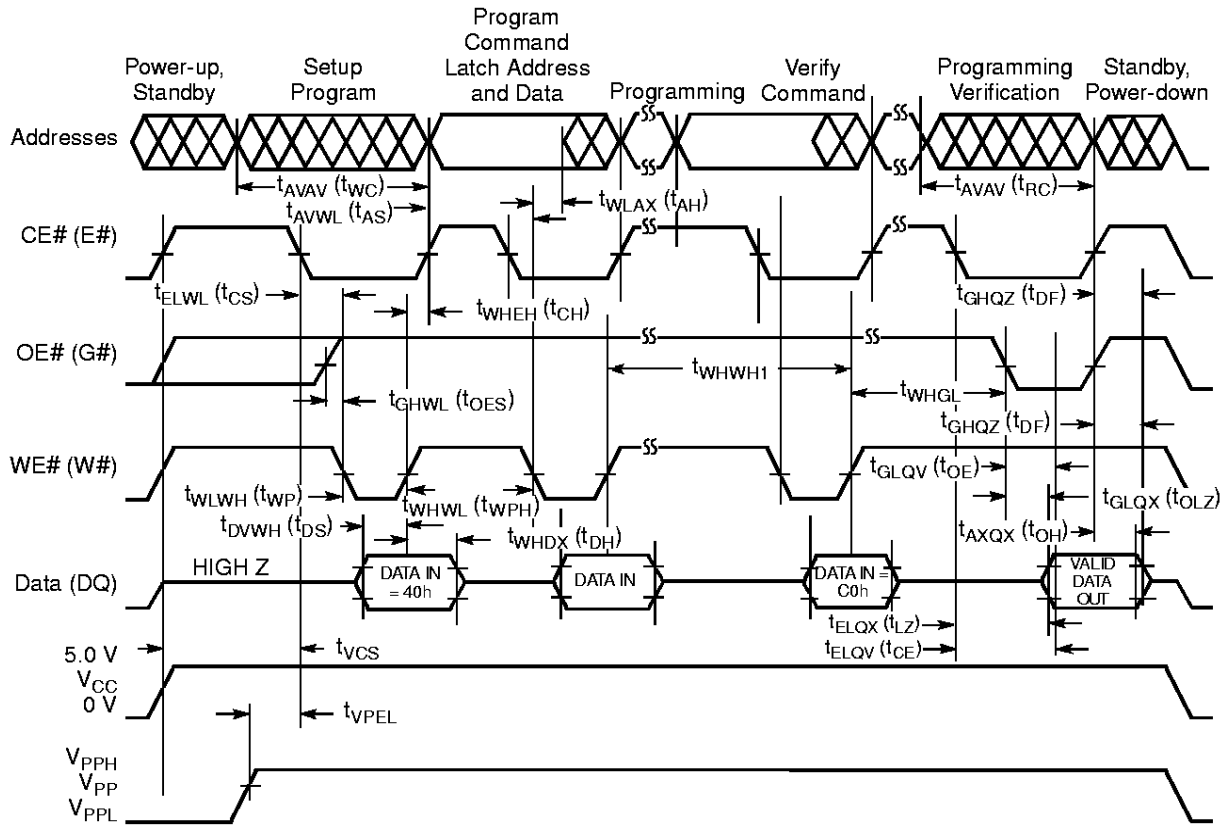 Power-up,
Standby
Setup
Program
Program
Command
Latch Address
and Data
Programming
Verify
Command
Programming
Verification
Standby,
Power-down
Addresses
tAVAV (tWC)
tAVWL (tAS)
tWLAX (tAH)
tAVAV (tRC)
CE# (E#)
tELWL (tCS)
tWHEH (tCH)
tGHQZ (tDF)
OE# (G#)
tWHWH1
tWHGL
tGHWL (tOES)
tGHQZ (tDF)
WE# (W#)
tGLQV (tOE)
tWLWH (tWP)
tWHWL (tWPH)
tGLQX (tOLZ)
tDVWH (tDS)
tWHDX (tDH)
tAXQX (tOH)
Data (DQ)
HIGH Z
DATA IN
= 40h
DATA IN
DATA IN =
C0h
VALID
DATA
OUT
tELQX (tLZ)
tELQV (tCE)
5.0 V
VCC
0 V
tVCS
tVPEL
VPPH
VPP
VPPL